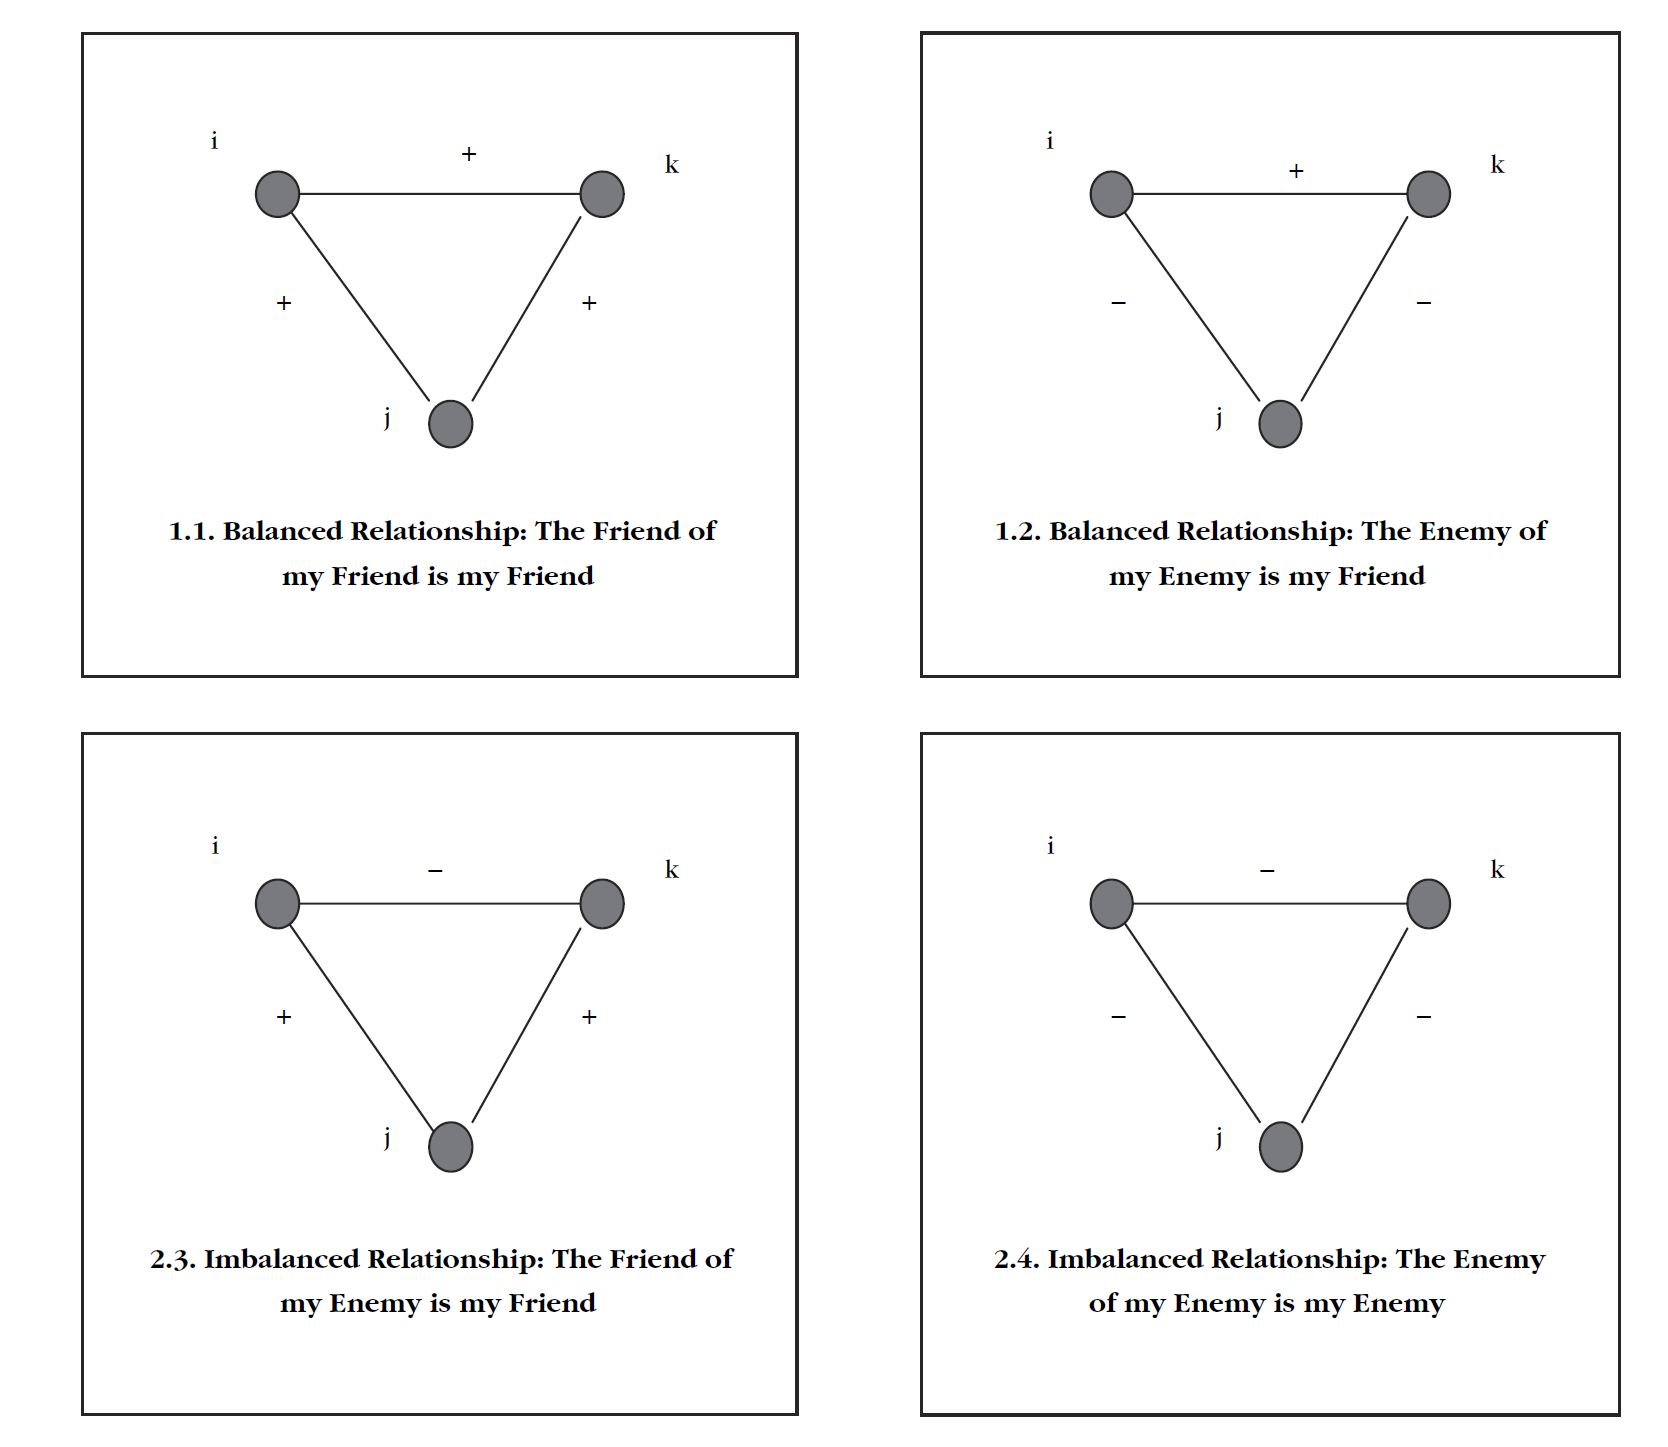 i
+
k
+
+
j
1.1. Balanced Relationship: The Friend of
my Friend is my Friend
i
+
k
−
−
j
1.2. Balanced Relationship: The Enemy of
my Enemy is my Friend
i
−
k
+
+
j
2.3. Imbalanced Relationship: The Friend of
my Enemy is my Friend
i
−
k
−
−
j
2.4. Imbalanced Relationship: The Enemy
of my Enemy is my Enemy